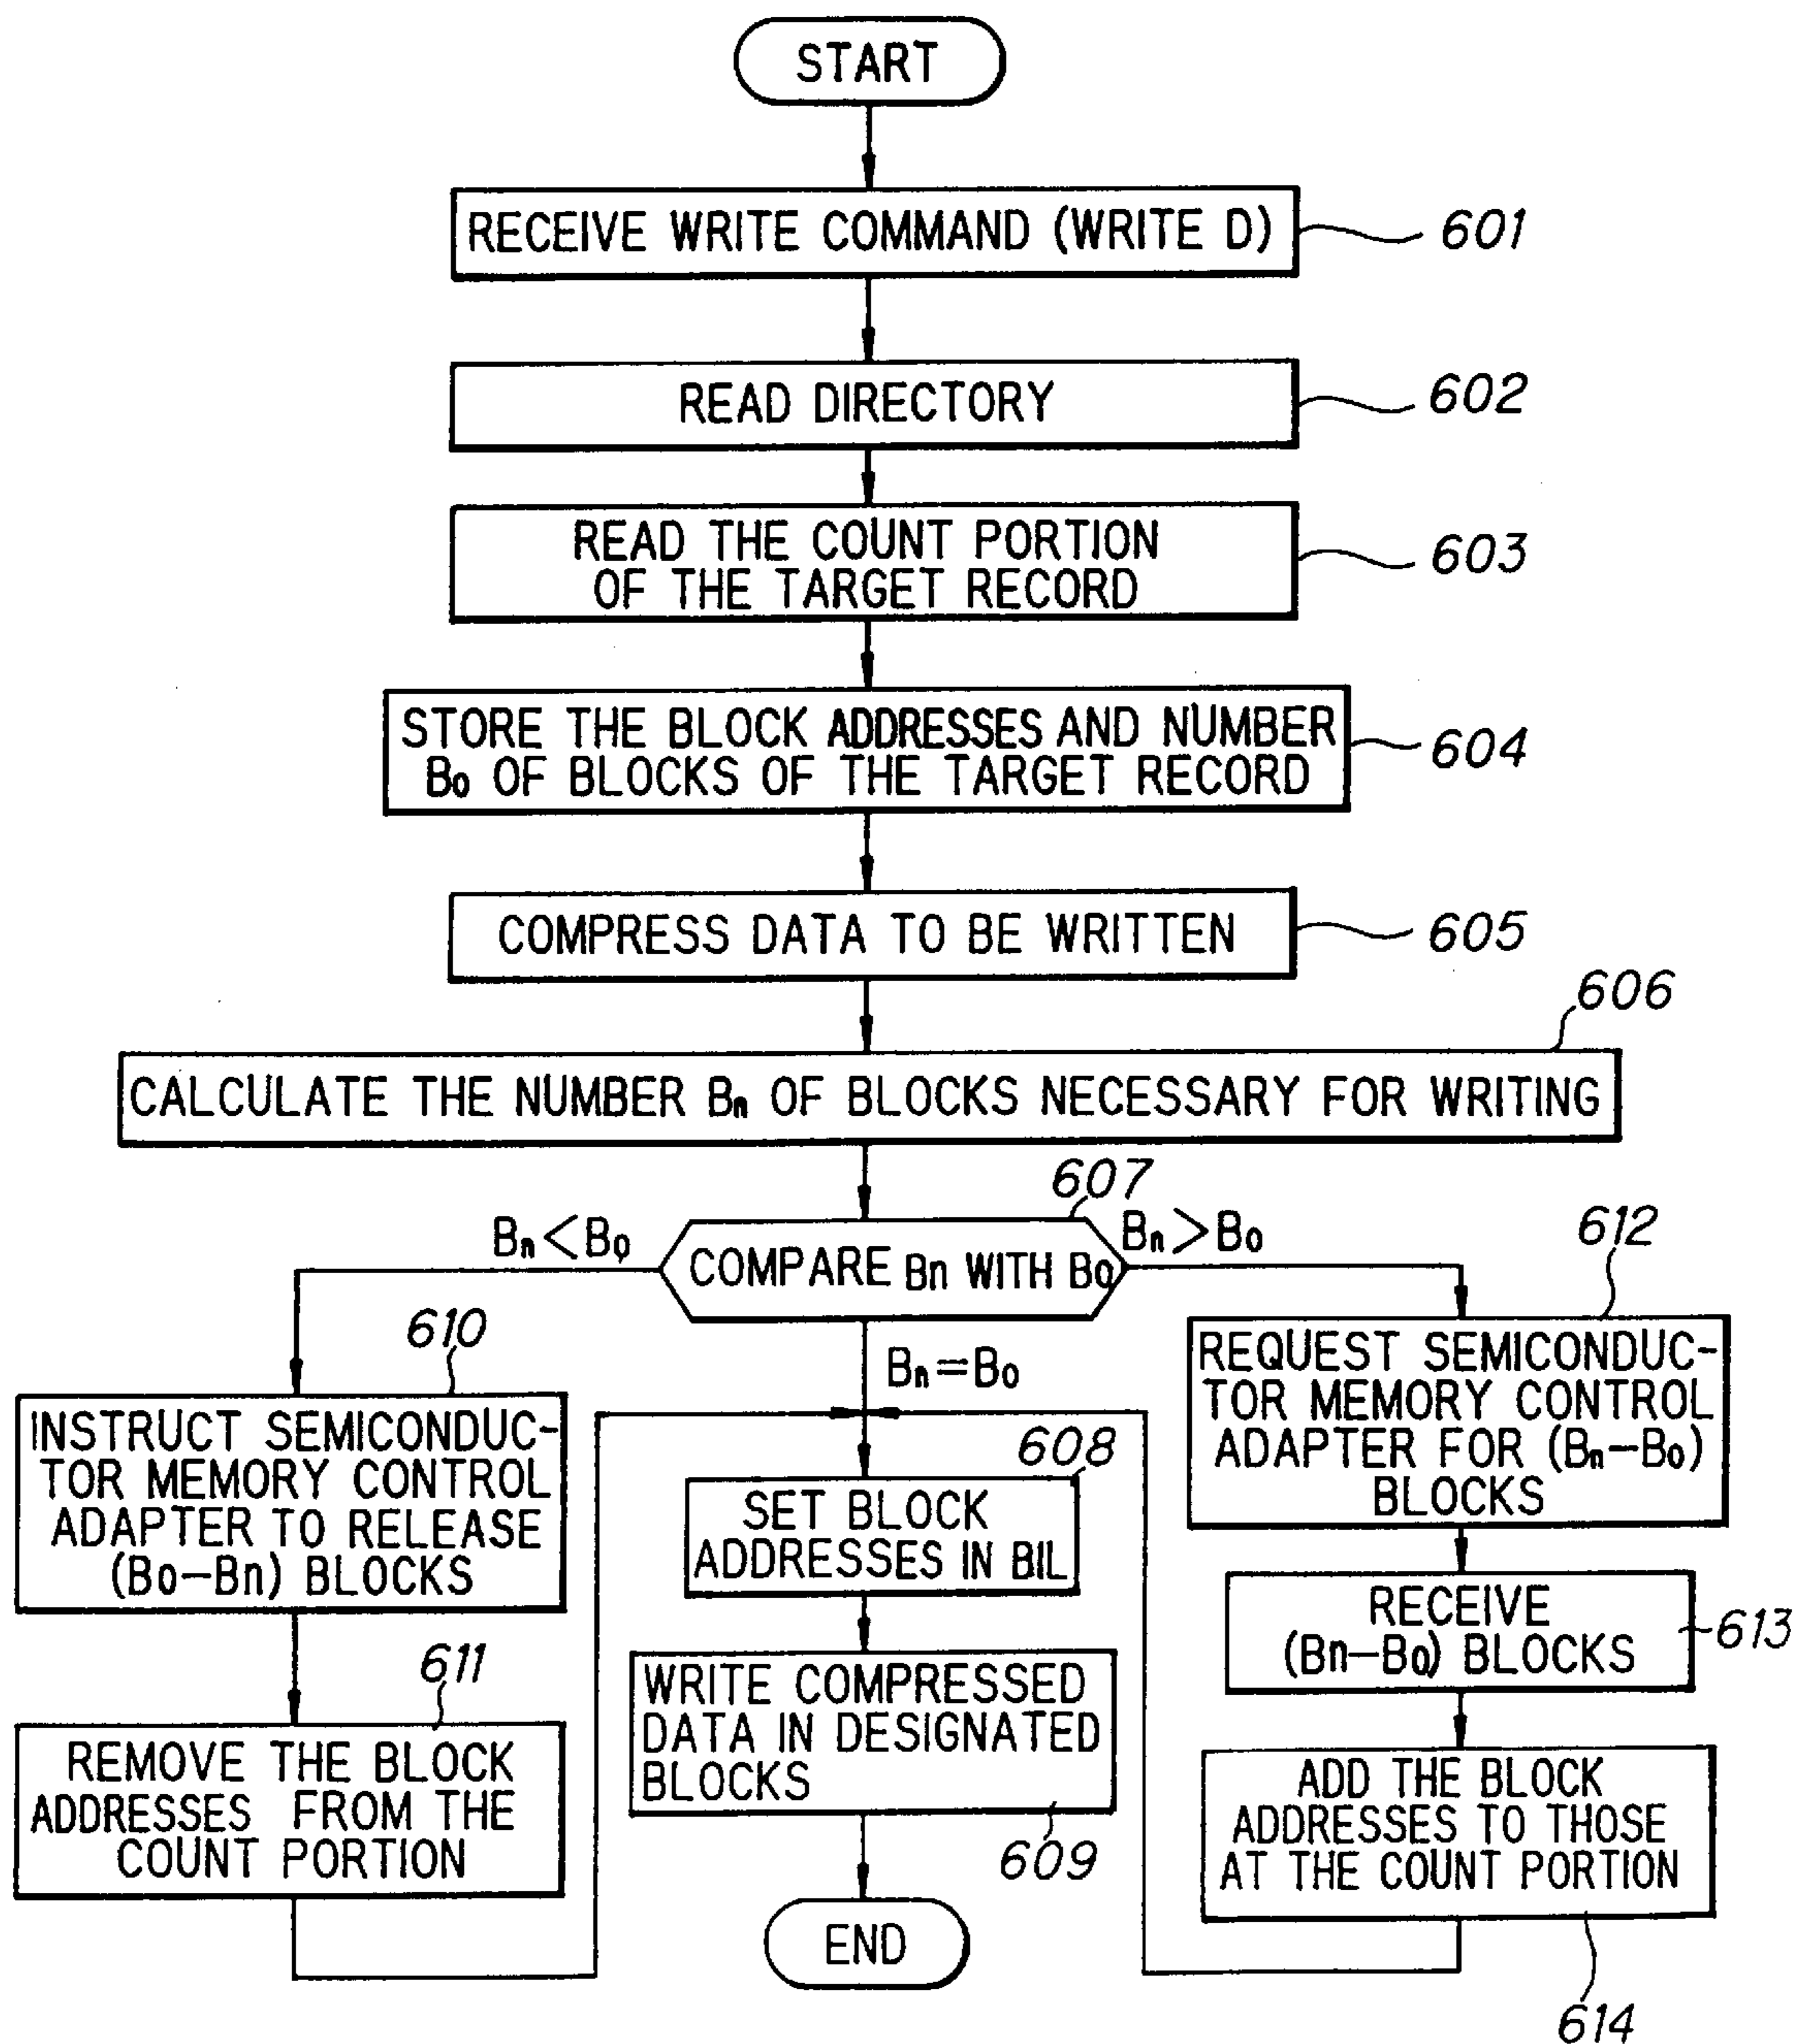 START
RECEIVE WRITE COMMAND (WRITE D)
601
READ DIRECTORY
602
READ THE COUNT PORTION
OF THE TARGET RECORD
603
STORE THE BLOCK ADDRESSES AND NUMBER
B0 OF BLOCKS OF THE TARGET RECORD
604
COMPRESS DATA TO BE WRITTEN
605
606
CALCULATE THE NUMBER Bn OF BLOCKS NECESSARY FOR WRITING
607
Bn<B0
COMPARE Bn WITH B0
Bn>B0
Bn=B0
610
INSTRUCT SEMICONDUC-
TOR MEMORY CONTROL
ADAPTER TO RELEASE
(B0-Bn) BLOCKS
611
REMOVE THE BLOCK
ADDRESSES FROM THE
COUNT PORTION
608
SET BLOCK
ADDRESSES IN BIL
WRITE COMPRESSED
DATA IN DESIGNATED
BLOCKS
609
END
612
REQUEST SEMICONDUC-
TOR MEMORY CONTROL
ADAPTER FOR (Bn-B0)
BLOCKS
RECEIVE
(Bn-B0) BLOCKS
613
ADD THE BLOCK
ADDRESSES TO THOSE
AT THE COUNT PORTION
614